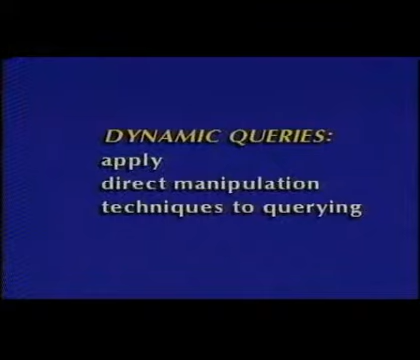 DYNAMIC QUERIES:
apply
direct manipulation
techniques to querying